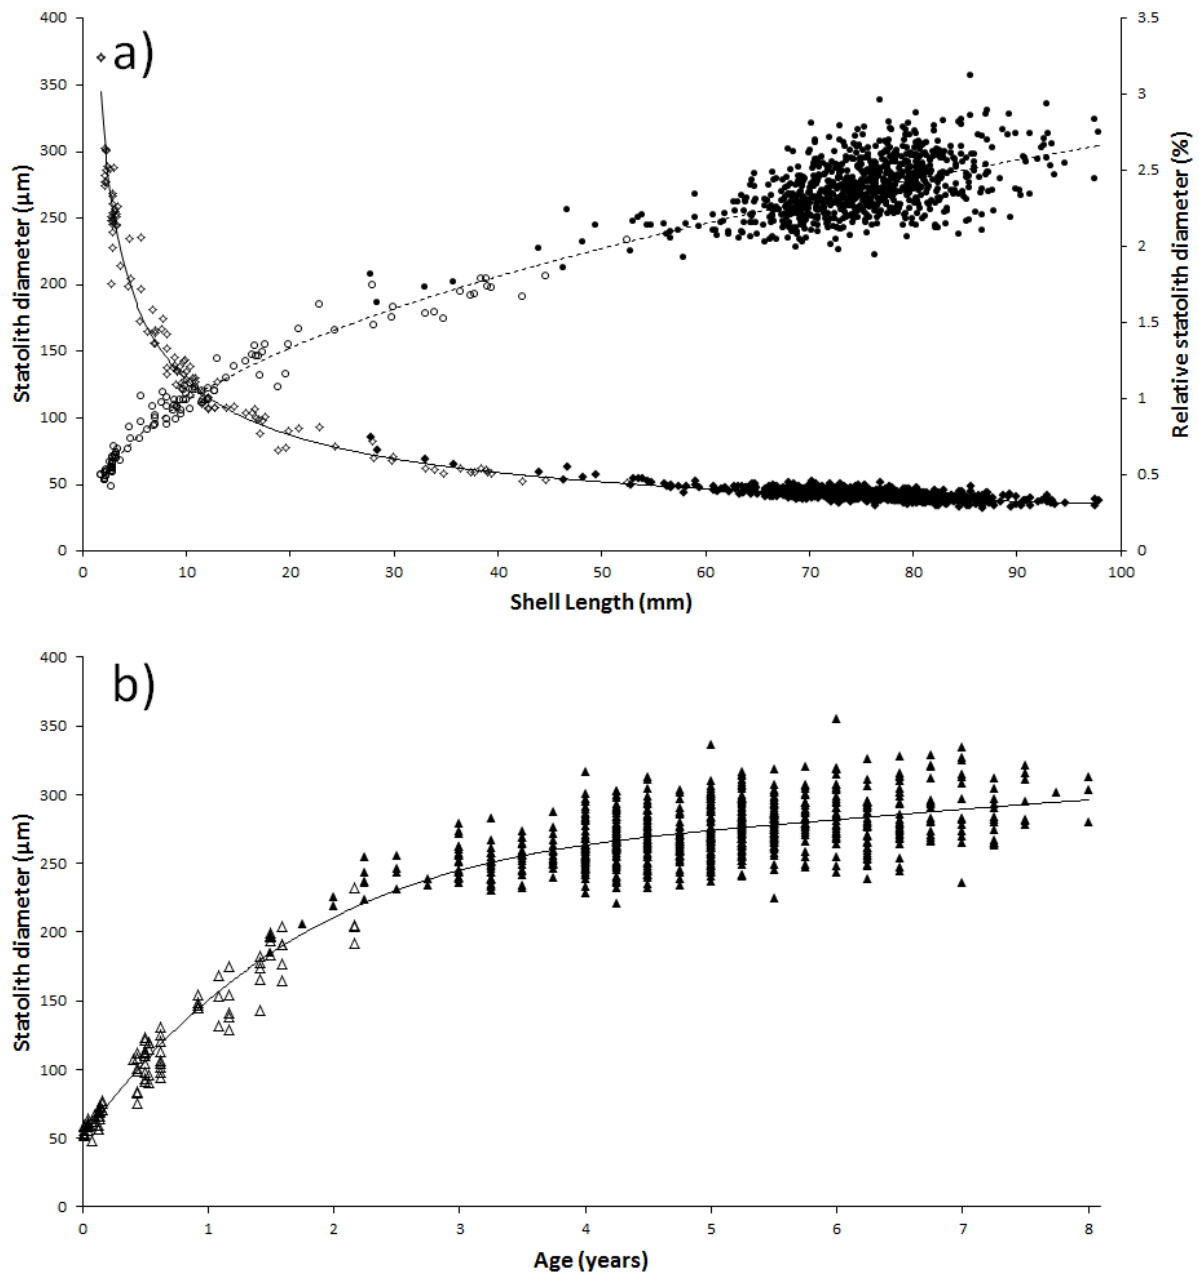 a)
400
350
300
250
200
150
100
50
0
Statolith diameter (µm)
3.5
3
2.5
2
1.5
1
0.5
0
Relative statolith diameter (%)
0 10 20 30 40 50 60 70 80 90 100
Shell Length (mm)
b)
400
350
300
250
200
150
100
50
0
Statolith diameter (µm)
0 1 2 3 4 5 6 7 8
Age (years)